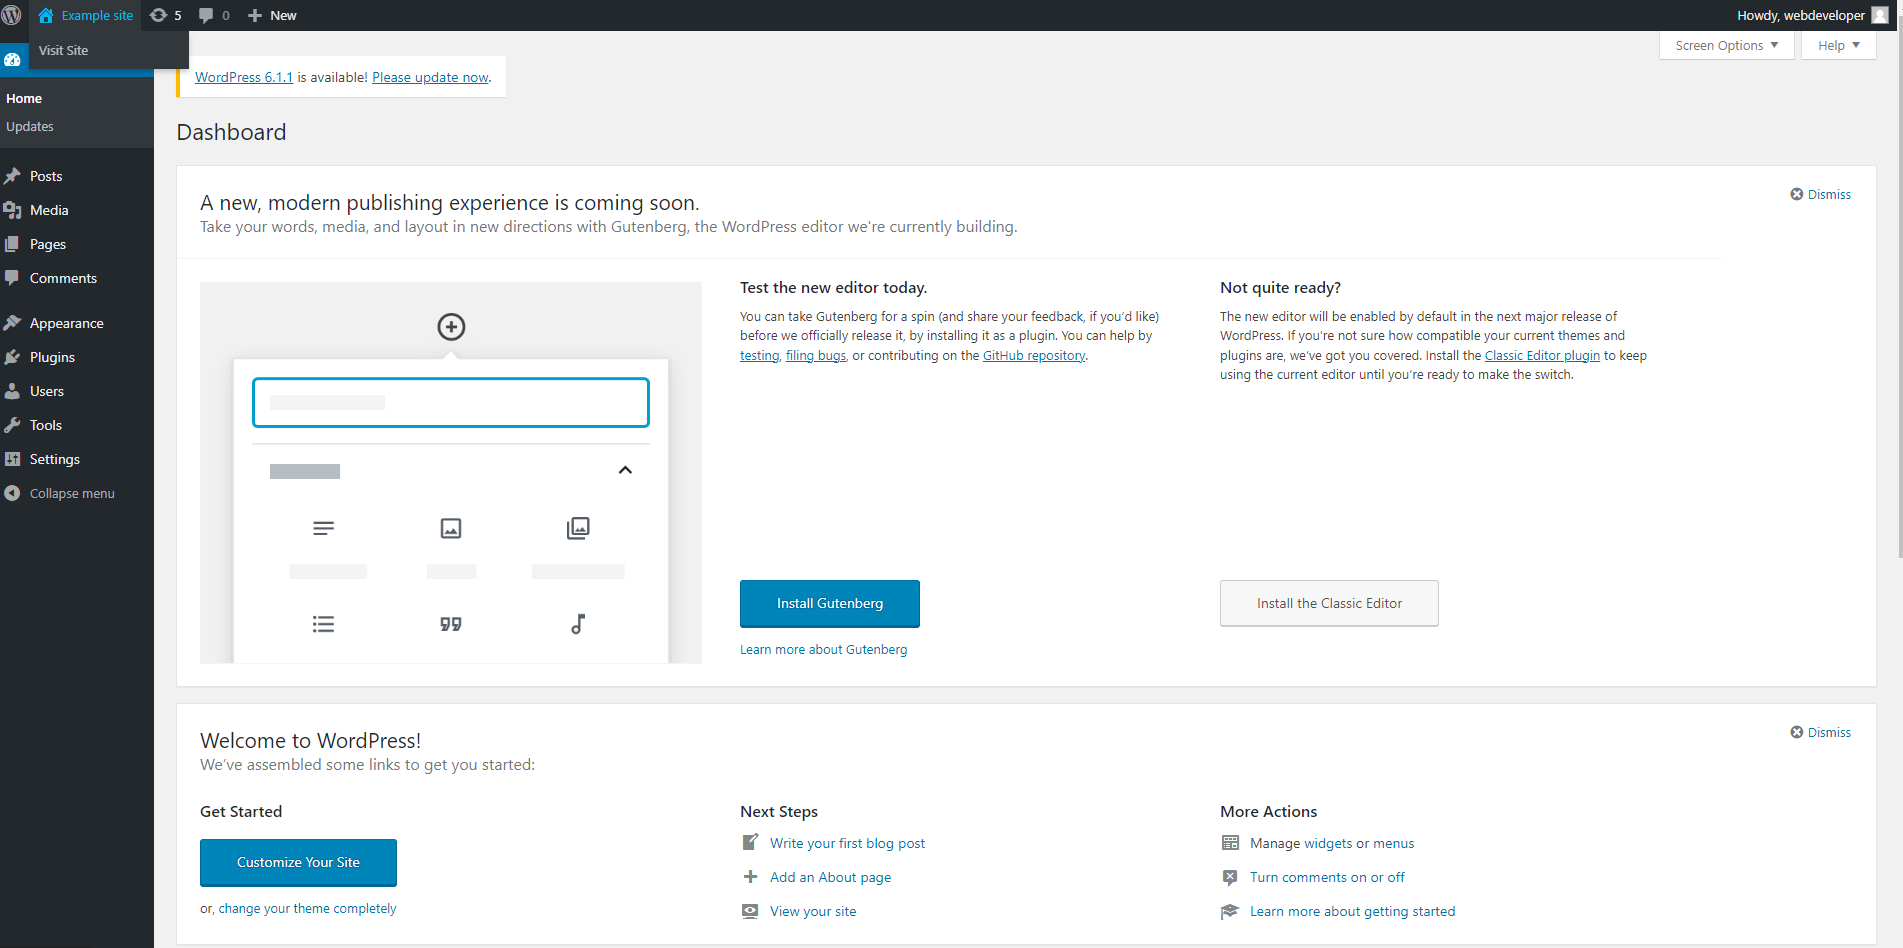 Example site 5 0 New
Howdy, webdeveloper
Visit Site
Screen Options Help
WordPress 6.1.1 is available! Please update now.
Home
Updates
Posts
Media
Pages
Comments
Appearance
Plugins
Users
Tools
Settings
Collapse menu
Dashboard
A new, modern publishing experience is coming soon.
Dismiss
Take your words, media, and layout in new directions with Gutenberg, the WordPress editor we're currently building.
Test the new editor today.
You can take Gutenberg for a spin (and share your feedback, if you’d like)
before we officially release it, by installing it as a plugin. You can help by
testing, filing bugs, or contributing on the GitHub repository.
Install Gutenberg
Learn more about Gutenberg
Not quite ready?
The new editor will be enabled by default in the next major release of
WordPress. If you’re not sure how compatible your current themes and
plugins are, we’ve got you covered. Install the Classic Editor plugin to keep
using the current editor until you’re ready to make the switch.
Install the Classic Editor
Welcome to WordPress!
Dismiss
We’ve assembled some links to get you started:
Get Started
Customize Your Site
or, change your theme completely
Next Steps
Write your first blog post
Add an About page
View your site
More Actions
Manage widgets or menus
Turn comments on or off
Learn more about getting started